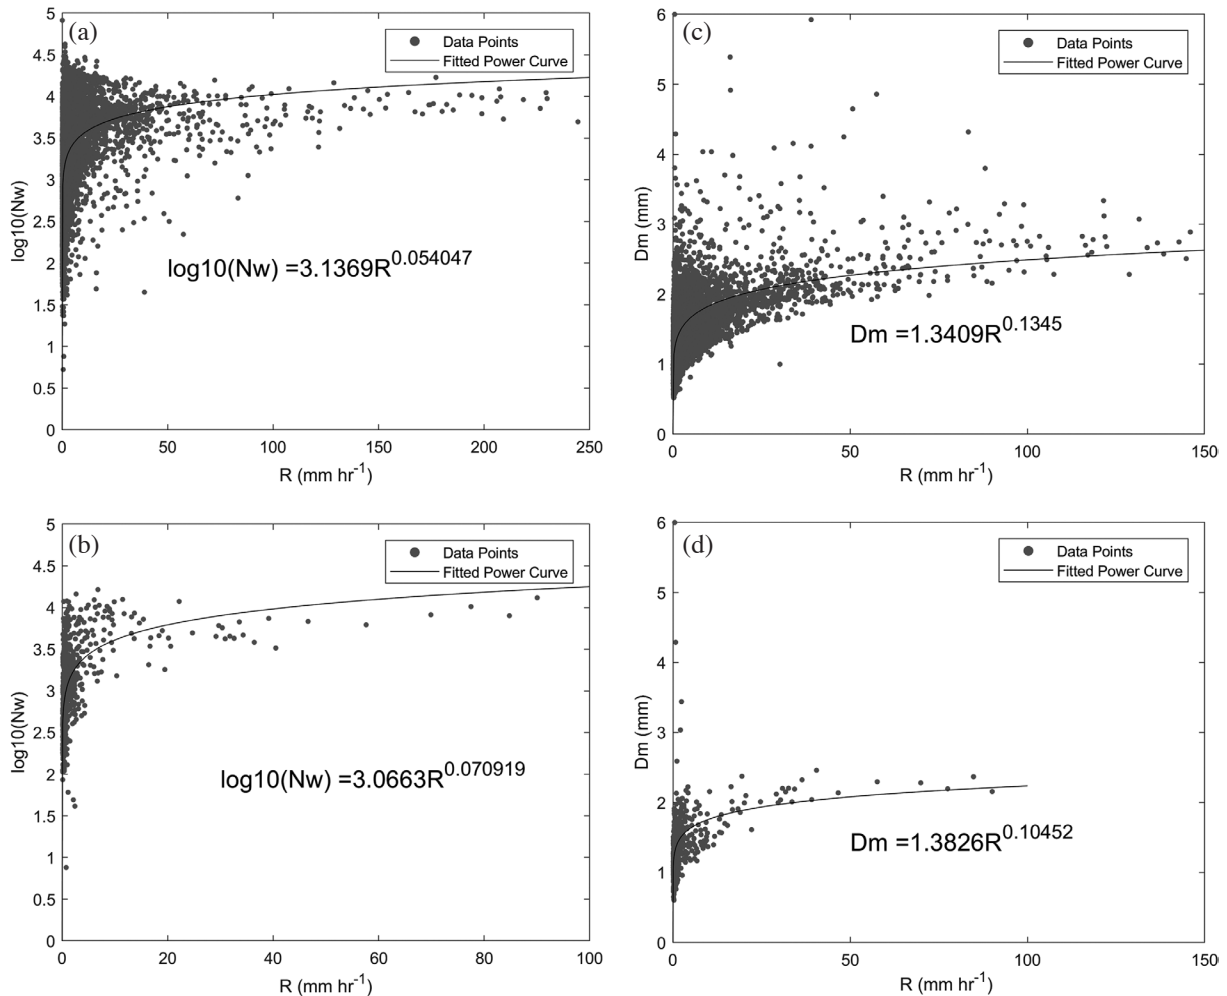 (a)
Data Points
Fitted Power Curve
log10(Nw) =3.1369R^0.054047
log10(Nw)
5
4.5
4
3.5
3
2.5
2
1.5
1
0.5
0
0 50 100 150 200 250
R (mm hr^-1)
(c)
Data Points
Fitted Power Curve
Dm =1.3409R^0.1345
Dm (mm)
6
5
4
3
2
1
0
0 50 100 150
R (mm hr^-1)
(b)
Data Points
Fitted Power Curve
log10(Nw) =3.0663R^0.070919
log10(Nw)
5
4.5
4
3.5
3
2.5
2
1.5
1
0.5
0
0 20 40 60 80 100
R (mm hr^-1)
(d)
Data Points
Fitted Power Curve
Dm =1.3826R^0.10452
Dm (mm)
6
5
4
3
2
1
0
0 50 100 150
R (mm hr^-1)